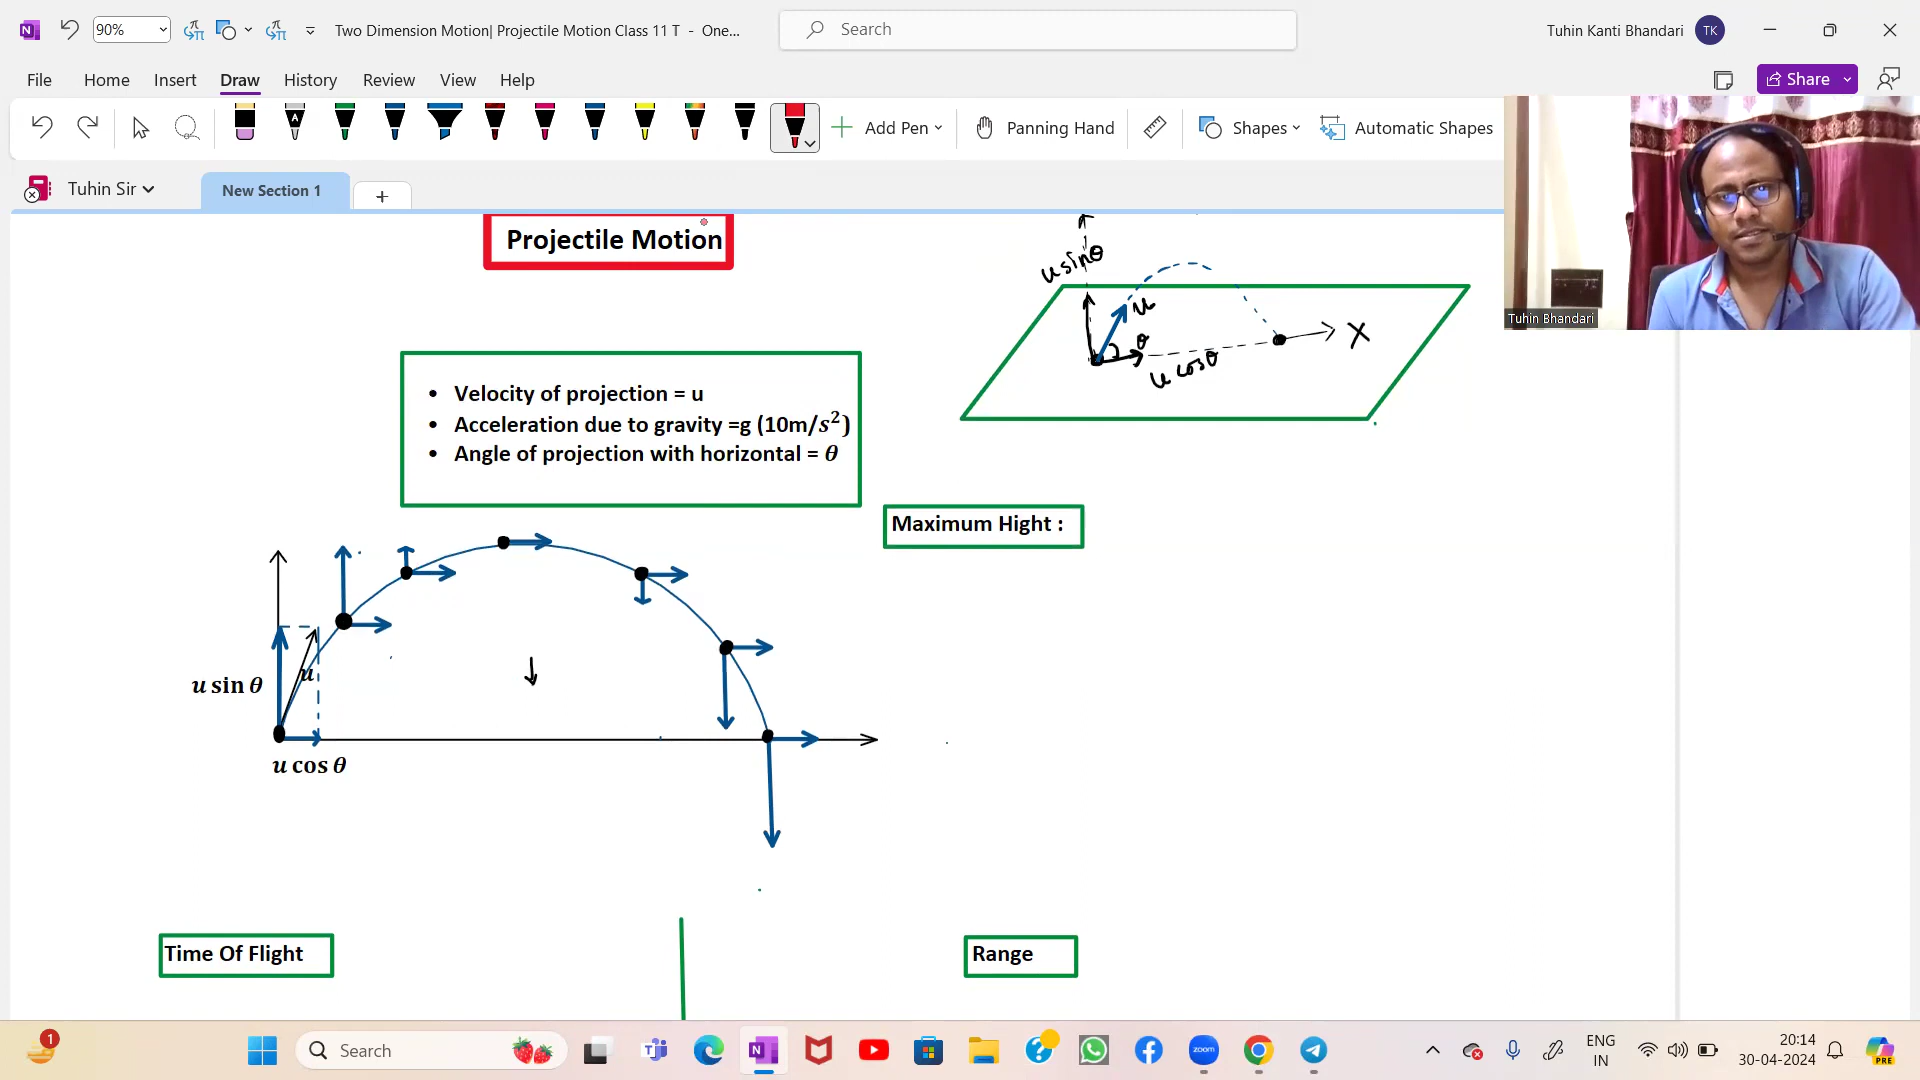 90%
Two Dimension Motion| Projectile Motion Class 11 T - One...
Search
Tuhin Kanti Bhandari
TK
File
Home
Insert
Draw
History
Review
View
Help
Share
A
Add Pen
Panning Hand
Shapes
Automatic Shapes
Tuhin Sir
New Section 1
+
Projectile Motion
u sinθ
u
θ
u cosθ
X
Tuhin Bhandari
• Velocity of projection = u
• Acceleration due to gravity =g (10m/s²)
• Angle of projection with horizontal = θ
Maximum Hight :
u sin θ
u
u cos θ
Time Of Flight
Range
1
Search
zoom
ENG
IN
20:14
30-04-2024
PRE